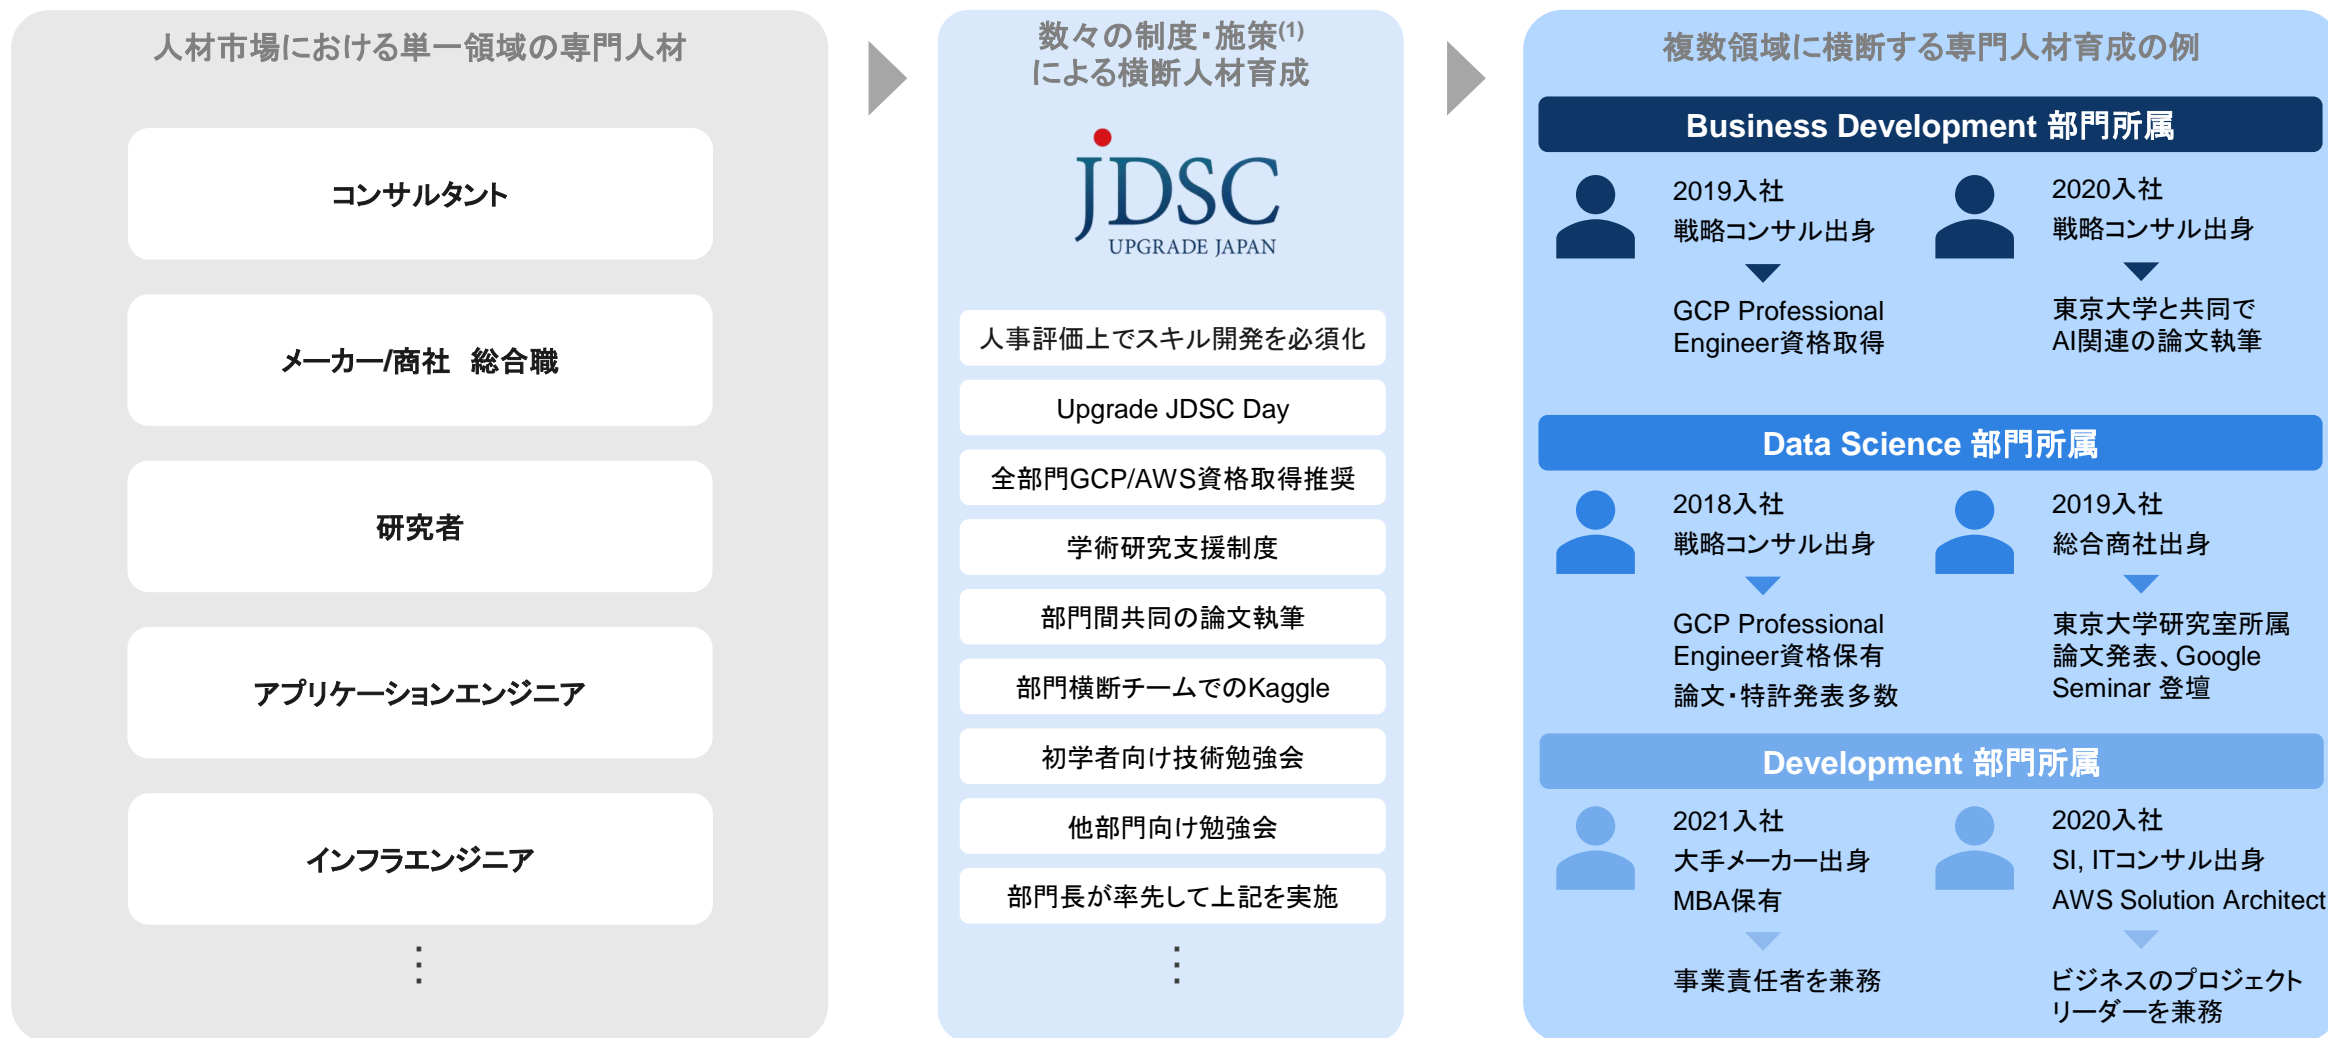 人材市場における単一領域の専門人材
コンサルタント
メーカー/商社　総合職
研究者
アプリケーションエンジニア
インフラエンジニア
⋮
数々の制度・施策(1)
による横断人材育成
JDSC
UPGRADE JAPAN
人事評価上でスキル開発を必須化
Upgrade JDSC Day
全部門GCP/AWS資格取得推奨
学術研究支援制度
部門間共同の論文執筆
部門横断チームでのKaggle
初学者向け技術勉強会
他部門向け勉強会
部門長が率先して上記を実施
⋮
複数領域に横断する専門人材育成の例
Business Development 部門所属
2019入社
戦略コンサル出身
GCP Professional
Engineer資格取得
2020入社
戦略コンサル出身
東京大学と共同で
AI関連の論文執筆
Data Science 部門所属
2018入社
戦略コンサル出身
GCP Professional
Engineer資格保有
論文・特許発表多数
2019入社
総合商社出身
東京大学研究室所属
論文発表、Google
Seminar 登壇
Development 部門所属
2021入社
大手メーカー出身
MBA保有
事業責任者を兼務
2020入社
SI, ITコンサル出身
AWS Solution Architect
ビジネスのプロジェクト
リーダーを兼務